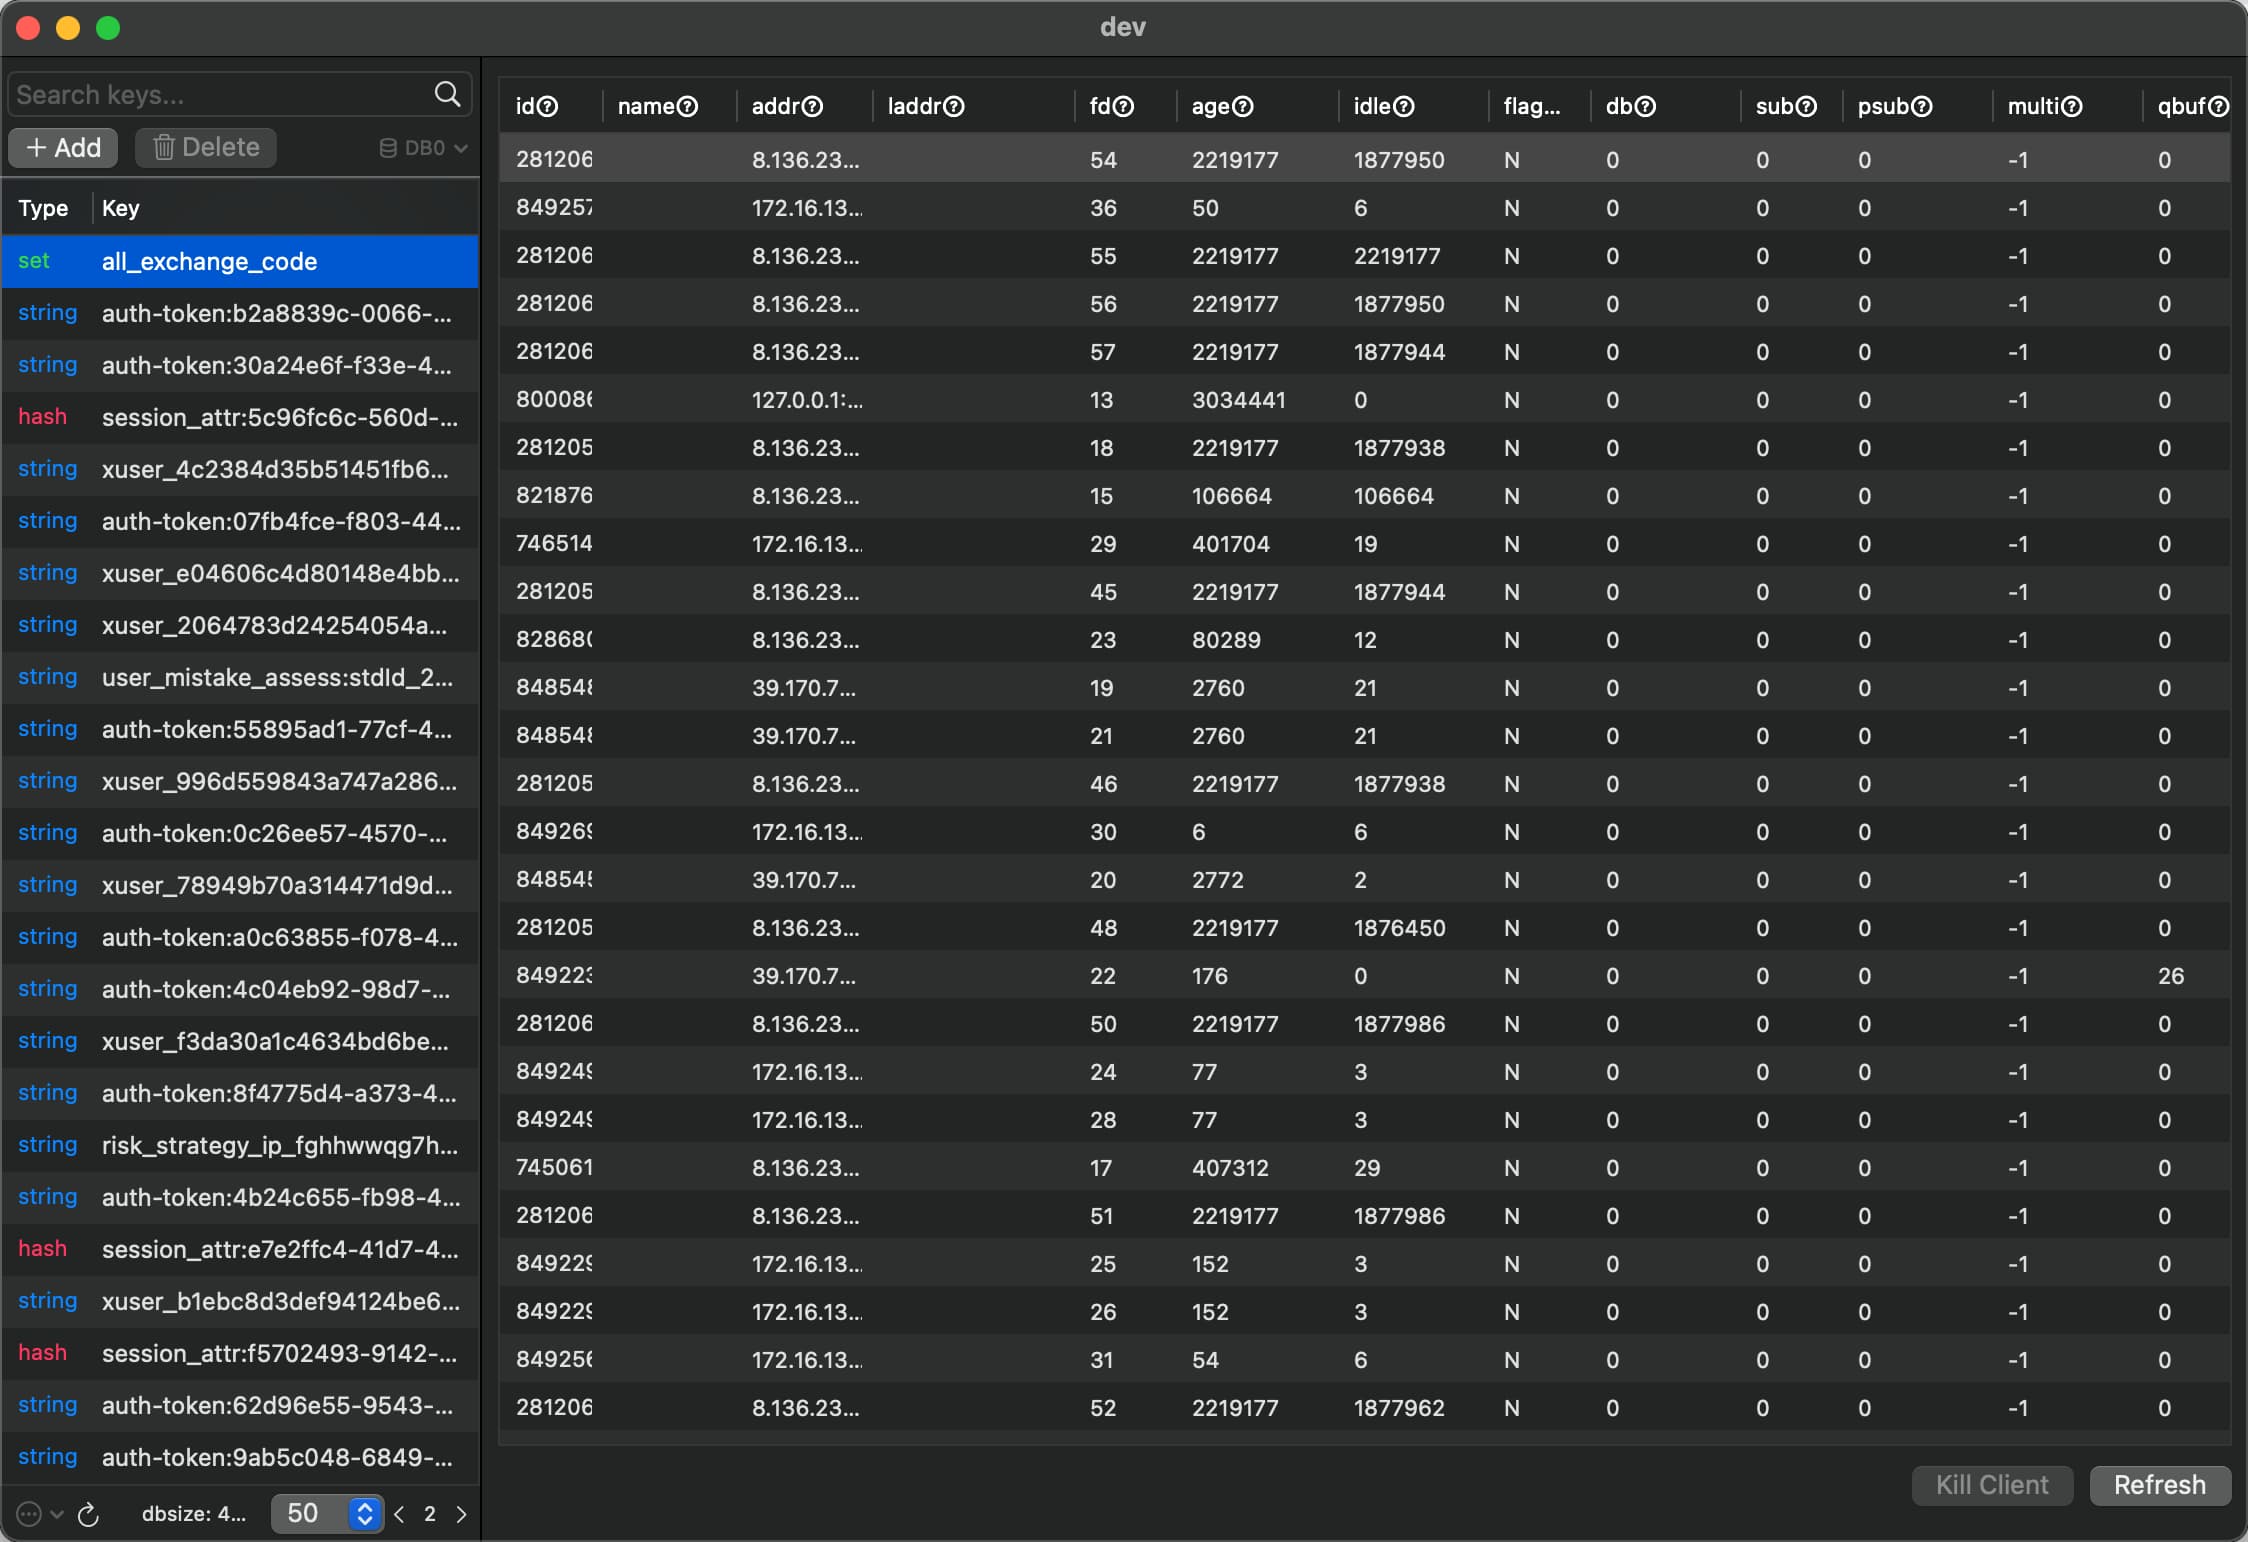 dev
Search keys...
+ Add Delete DB0
Type Key
set all_exchange_code
string auth-token:b2a8839c-0066-...
string auth-token:30a24e6f-f33e-4...
hash session_attr:5c96fc6c-560d-...
string xuser_4c2384d35b51451fb6...
string auth-token:07fb4fce-f803-44...
string xuser_e04606c4d80148e4bb...
string xuser_2064783d24254054a...
string user_mistake_assess:stdId_2...
string auth-token:55895ad1-77cf-4...
string xuser_996d559843a747a286...
string auth-token:0c26ee57-4570-...
string xuser_78949b70a314471d9d...
string auth-token:a0c63855-f078-4...
string auth-token:4c04eb92-98d7-...
string xuser_f3da30a1c4634bd6be...
string auth-token:8f4775d4-a373-4...
string risk_strategy_ip_fghhwwqg7h...
string auth-token:4b24c655-fb98-4...
hash session_attr:e7e2ffc4-41d7-4...
string xuser_b1ebc8d3def94124be6...
hash session_attr:f5702493-9142-...
string auth-token:62d96e55-9543-...
string auth-token:9ab5c048-6849-...
dbsize: 4... 50 < 2 >
id? name? addr? laddr? fd? age? idle? flag... db? sub? psub? multi? qbuf?
281206 8.136.23... 54 2219177 1877950 N 0 0 0 -1 0
849257 172.16.13... 36 50 6 N 0 0 0 -1 0
281206 8.136.23... 55 2219177 2219177 N 0 0 0 -1 0
281206 8.136.23... 56 2219177 1877950 N 0 0 0 -1 0
281206 8.136.23... 57 2219177 1877944 N 0 0 0 -1 0
800086 127.0.0.1:... 13 3034441 0 N 0 0 0 -1 0
281205 8.136.23... 18 2219177 1877938 N 0 0 0 -1 0
821876 8.136.23... 15 106664 106664 N 0 0 0 -1 0
746514 172.16.13... 29 401704 19 N 0 0 0 -1 0
281205 8.136.23... 45 2219177 1877944 N 0 0 0 -1 0
828680 8.136.23... 23 80289 12 N 0 0 0 -1 0
848548 39.170.7... 19 2760 21 N 0 0 0 -1 0
848548 39.170.7... 21 2760 21 N 0 0 0 -1 0
281205 8.136.23... 46 2219177 1877938 N 0 0 0 -1 0
849269 172.16.13... 30 6 6 N 0 0 0 -1 0
848545 39.170.7... 20 2772 2 N 0 0 0 -1 0
281205 8.136.23... 48 2219177 1876450 N 0 0 0 -1 0
849223 39.170.7... 22 176 0 N 0 0 0 -1 26
281206 8.136.23... 50 2219177 1877986 N 0 0 0 -1 0
849249 172.16.13... 24 77 3 N 0 0 0 -1 0
849249 172.16.13... 28 77 3 N 0 0 0 -1 0
745061 8.136.23... 17 407312 29 N 0 0 0 -1 0
281206 8.136.23... 51 2219177 1877986 N 0 0 0 -1 0
849229 172.16.13... 25 152 3 N 0 0 0 -1 0
849229 172.16.13... 26 152 3 N 0 0 0 -1 0
849256 172.16.13... 31 54 6 N 0 0 0 -1 0
281206 8.136.23... 52 2219177 1877962 N 0 0 0 -1 0
Kill Client Refresh